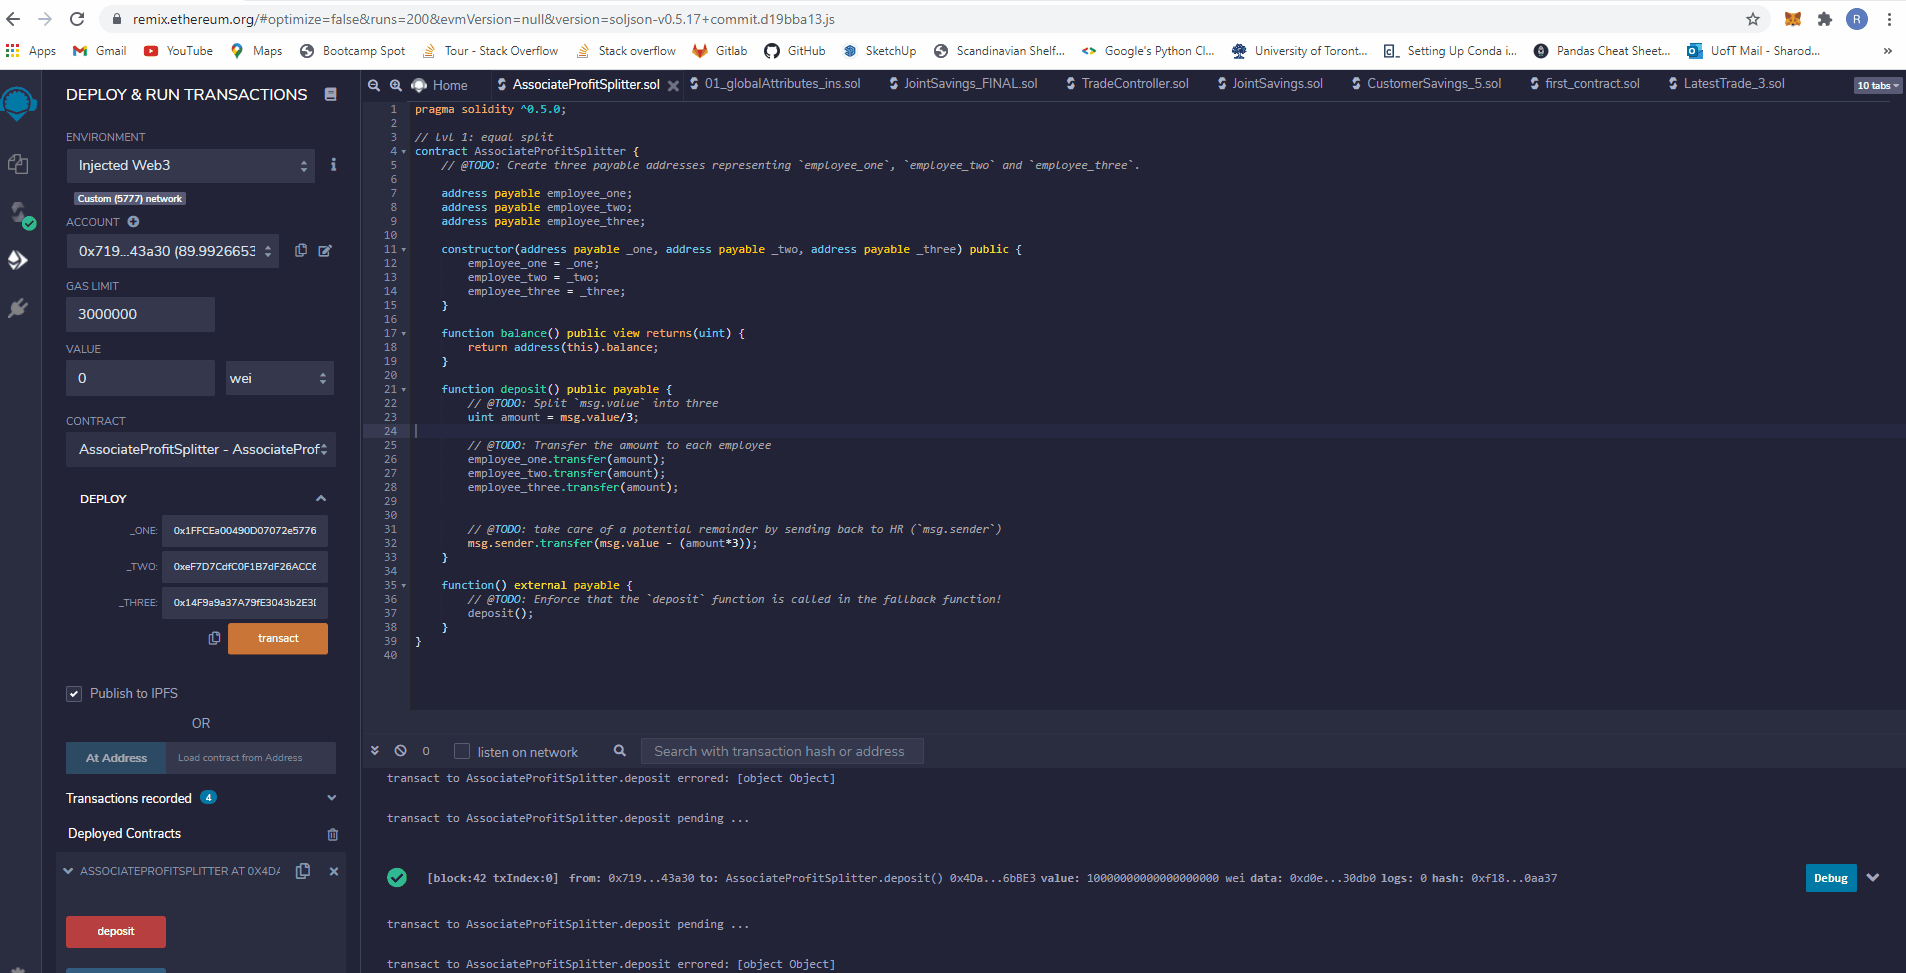 remix.ethereum.org/#optimize=false&runs=200&evmVersion=null&version=soljson-v0.5.17+commit.d19bba13.js
R
Apps Gmail YouTube Maps Bootcamp Spot Tour - Stack Overflow Stack overflow Gitlab GitHub SketchUp Scandinavian Shelf... Google's Python Cl... University of Toront... Setting Up Conda i... Pandas Cheat Sheet... UofT Mail - Sharod... »
DEPLOY & RUN TRANSACTIONS
ENVIRONMENT
Injected Web3
i
Custom (5777) network
ACCOUNT
0x719...43a30 (89.9926653
GAS LIMIT
3000000
VALUE
0
wei
CONTRACT
AssociateProfitSplitter - AssociateProf
DEPLOY
_ONE: 0x1FFCEa00490D07072e5776
_TWO: 0xeF7D7CdfC0F1B7dF26ACC6
_THREE: 0x14F9a9a37A79fE3043b2E3
transact
Publish to IPFS
OR
At Address Load contract from Address
Transactions recorded 4
Deployed Contracts
ASSOCIATEPROFITSPLITTER AT 0X4DA
deposit
Home AssociateProfitSplitter.sol 01_globalAttributes_ins.sol JointSavings_FINAL.sol TradeController.sol JointSavings.sol CustomerSavings_5.sol first_contract.sol LatestTrade_3.sol 10 tabs
1 pragma solidity ^0.5.0;
2
3 // lvl 1: equal split
4 contract AssociateProfitSplitter {
5 // @TODO: Create three payable addresses representing `employee_one`, `employee_two` and `employee_three`.
6
7 address payable employee_one;
8 address payable employee_two;
9 address payable employee_three;
10
11 constructor(address payable _one, address payable _two, address payable _three) public {
12 employee_one = _one;
13 employee_two = _two;
14 employee_three = _three;
15 }
16
17 function balance() public view returns(uint) {
18 return address(this).balance;
19 }
20
21 function deposit() public payable {
22 // @TODO: Split `msg.value` into three
23 uint amount = msg.value/3;
24
25 // @TODO: Transfer the amount to each employee
26 employee_one.transfer(amount);
27 employee_two.transfer(amount);
28 employee_three.transfer(amount);
29
30
31 // @TODO: take care of a potential remainder by sending back to HR (`msg.sender`)
32 msg.sender.transfer(msg.value - (amount*3));
33 }
34
35 function() external payable {
36 // @TODO: Enforce that the `deposit` function is called in the fallback function!
37 deposit();
38 }
39 }
40
0 listen on network Search with transaction hash or address
transact to AssociateProfitSplitter.deposit errored: [object Object]
transact to AssociateProfitSplitter.deposit pending ...
[block:42 txIndex:0] from: 0x719...43a30 to: AssociateProfitSplitter.deposit() 0x4Da...6bBE3 value: 10000000000000000000 wei data: 0xd0e...30db0 logs: 0 hash: 0xf18...0aa37
Debug
transact to AssociateProfitSplitter.deposit pending ...
transact to AssociateProfitSplitter.deposit errored: [object Object]